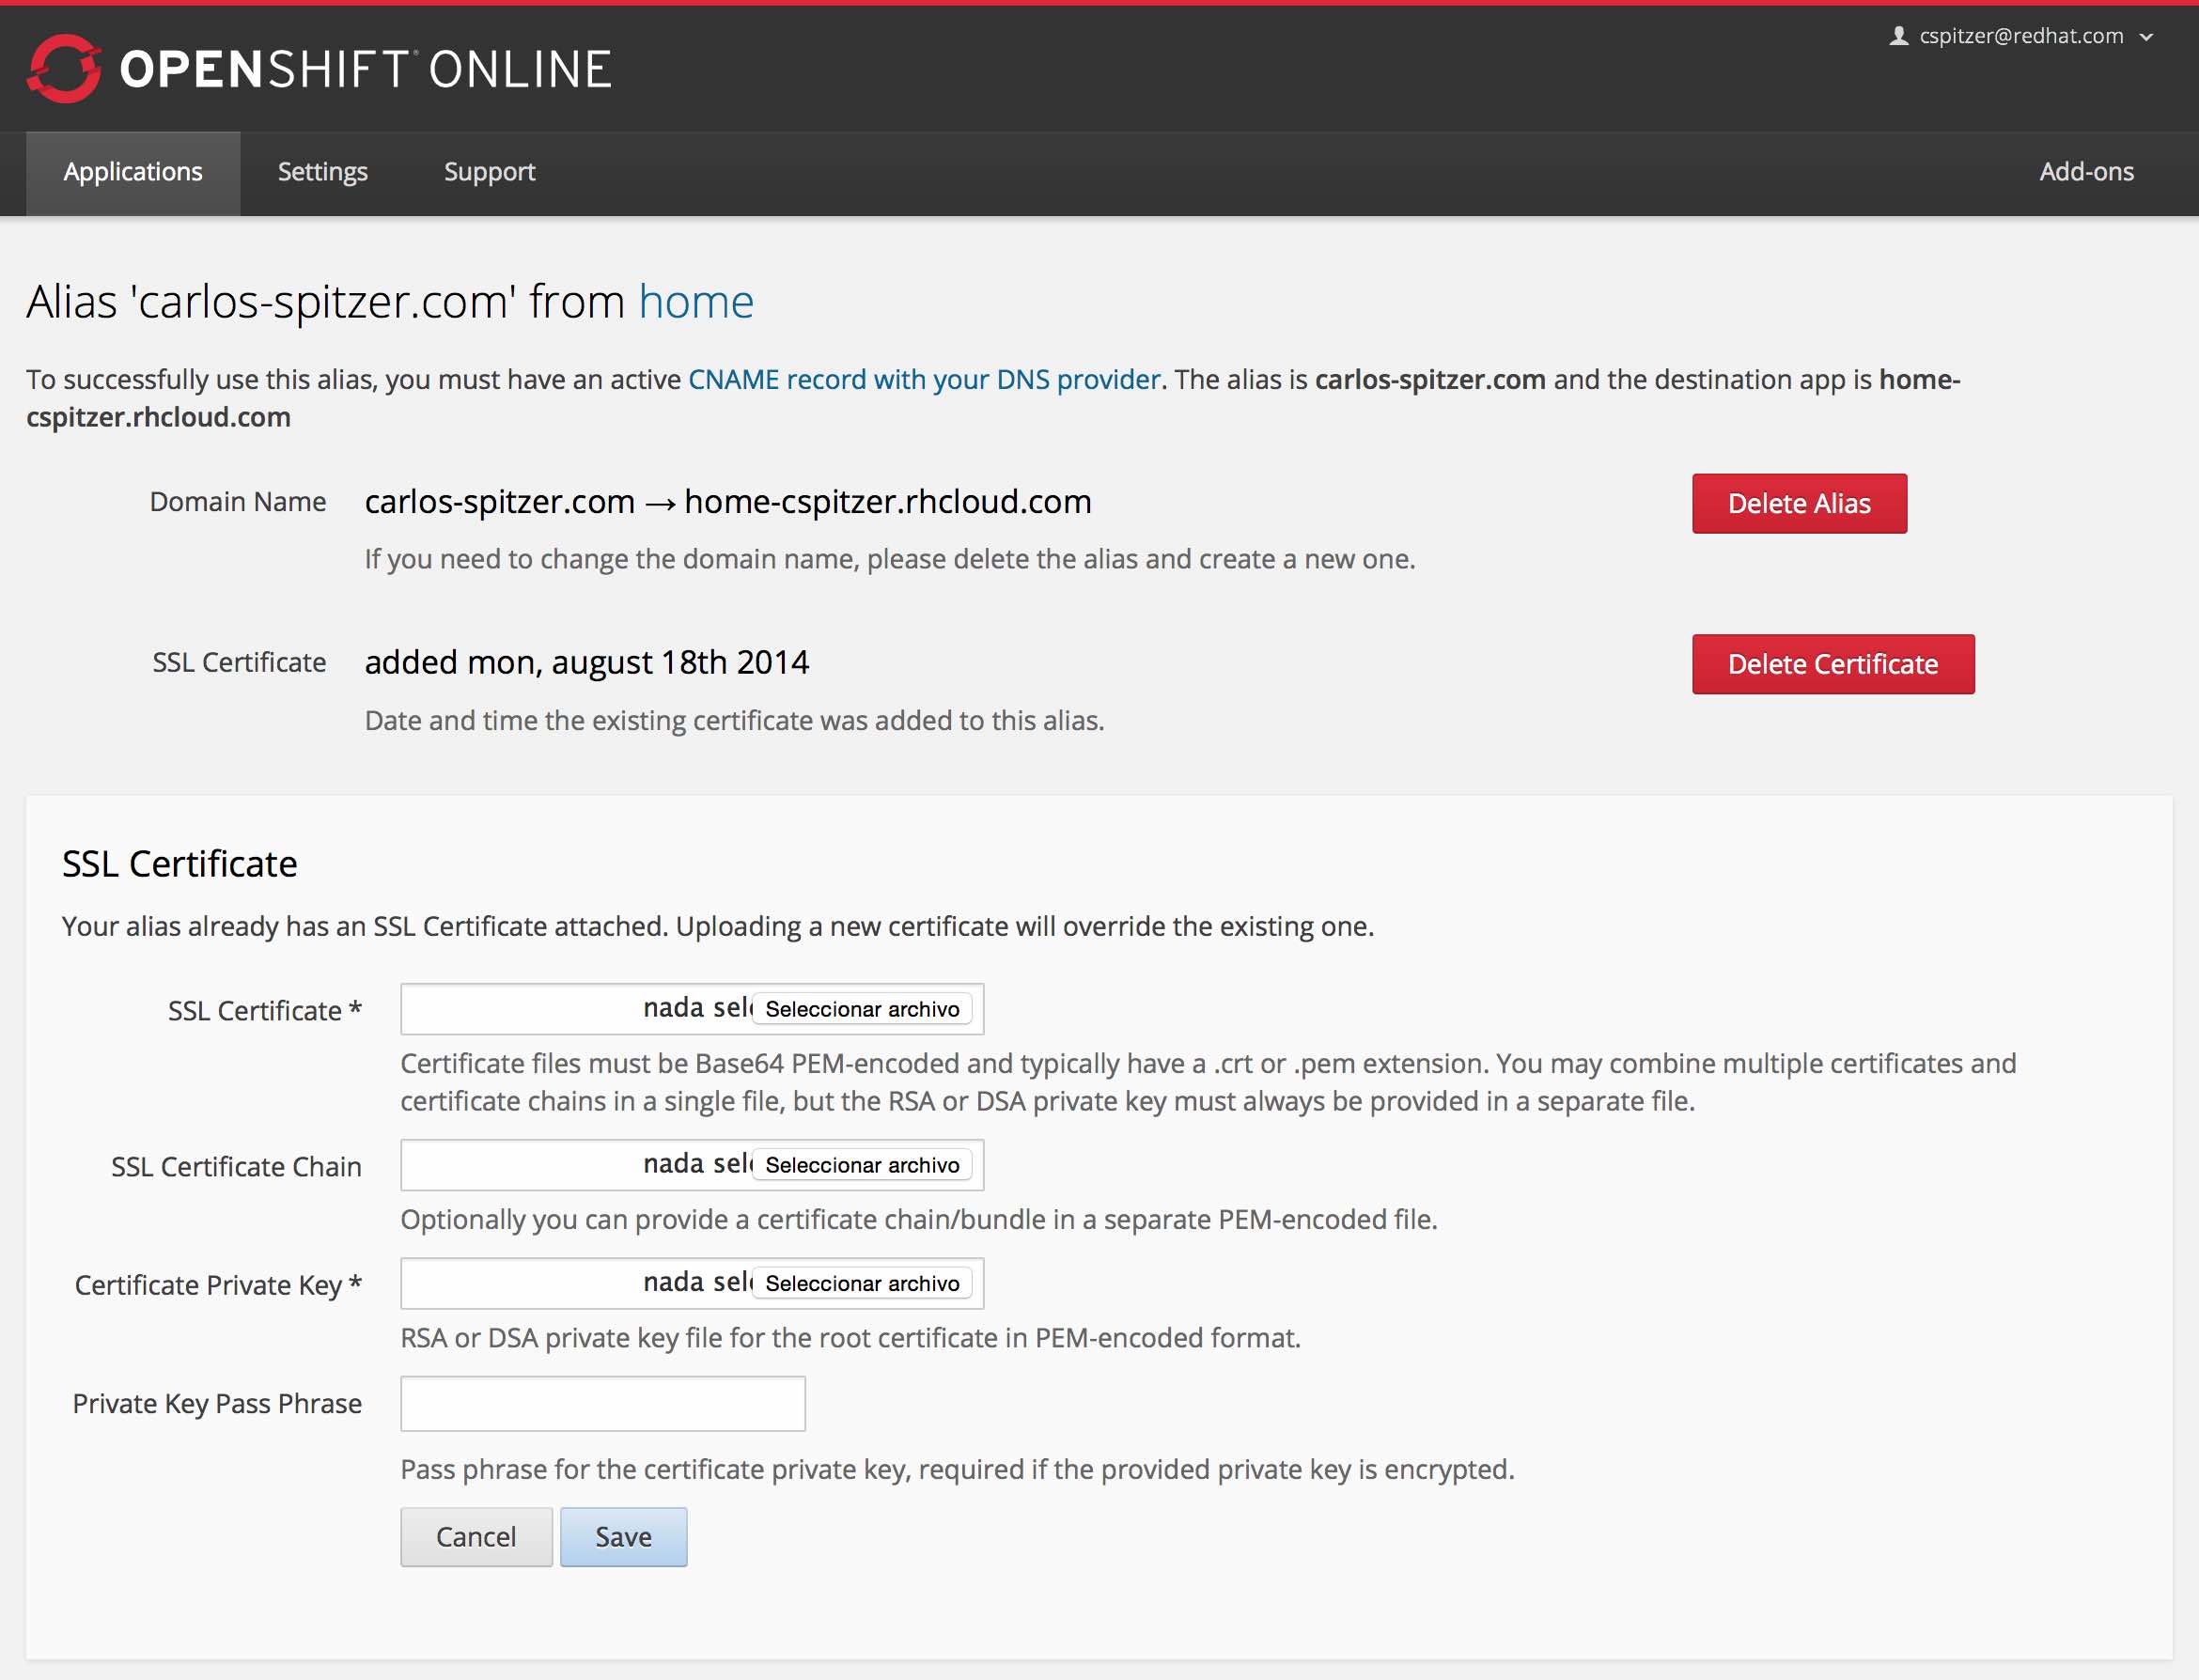 OPENSHIFT ONLINE
cspitzer@redhat.com
Applications Settings Support Add-ons
Alias 'carlos-spitzer.com' from home
To successfully use this alias, you must have an active CNAME record with your DNS provider. The alias is carlos-spitzer.com and the destination app is home-
cspitzer.rhcloud.com
Domain Name carlos-spitzer.com → home-cspitzer.rhcloud.com Delete Alias
If you need to change the domain name, please delete the alias and create a new one.
SSL Certificate added mon, august 18th 2014 Delete Certificate
Date and time the existing certificate was added to this alias.
SSL Certificate
Your alias already has an SSL Certificate attached. Uploading a new certificate will override the existing one.
SSL Certificate * nada sele Seleccionar archivo
Certificate files must be Base64 PEM-encoded and typically have a .crt or .pem extension. You may combine multiple certificates and
certificate chains in a single file, but the RSA or DSA private key must always be provided in a separate file.
SSL Certificate Chain nada sele Seleccionar archivo
Optionally you can provide a certificate chain/bundle in a separate PEM-encoded file.
Certificate Private Key * nada sele Seleccionar archivo
RSA or DSA private key file for the root certificate in PEM-encoded format.
Private Key Pass Phrase
Pass phrase for the certificate private key, required if the provided private key is encrypted.
Cancel Save